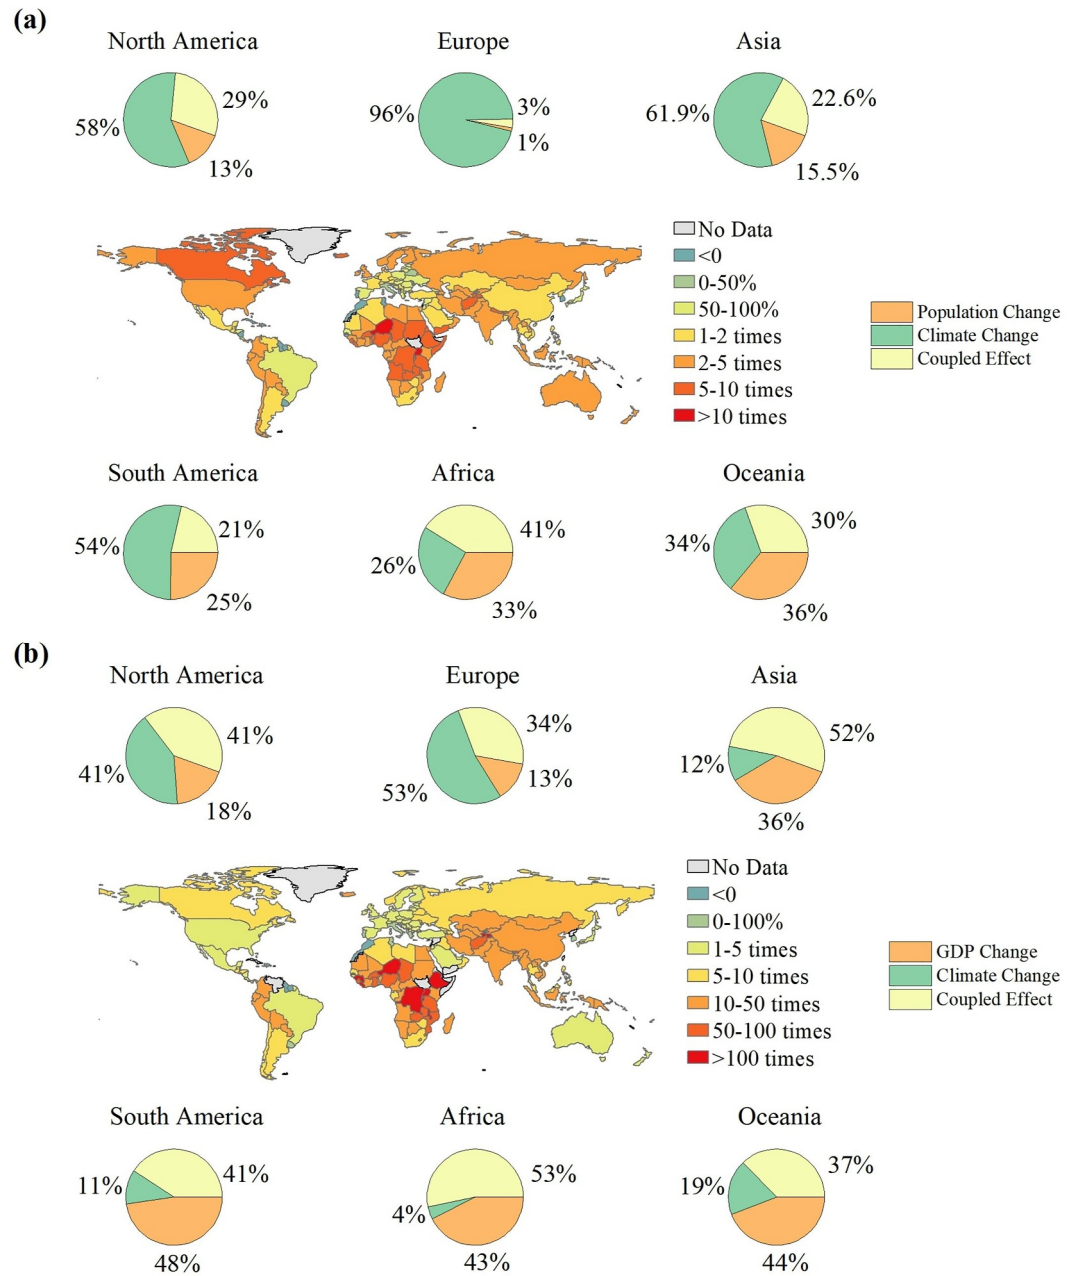 (a)
North America
Europe
Asia
58%
29%
13%
96%
3%
1%
61.9%
22.6%
15.5%
No Data
<0
0-50%
50-100%
1-2 times
2-5 times
5-10 times
>10 times
Population Change
Climate Change
Coupled Effect
South America
Africa
Oceania
54%
21%
25%
26%
41%
33%
34%
30%
36%
(b)
North America
Europe
Asia
41%
41%
18%
53%
34%
13%
12%
52%
36%
No Data
<0
0-100%
1-5 times
5-10 times
10-50 times
50-100 times
>100 times
GDP Change
Climate Change
Coupled Effect
South America
Africa
Oceania
11%
41%
48%
4%
53%
43%
19%
37%
44%